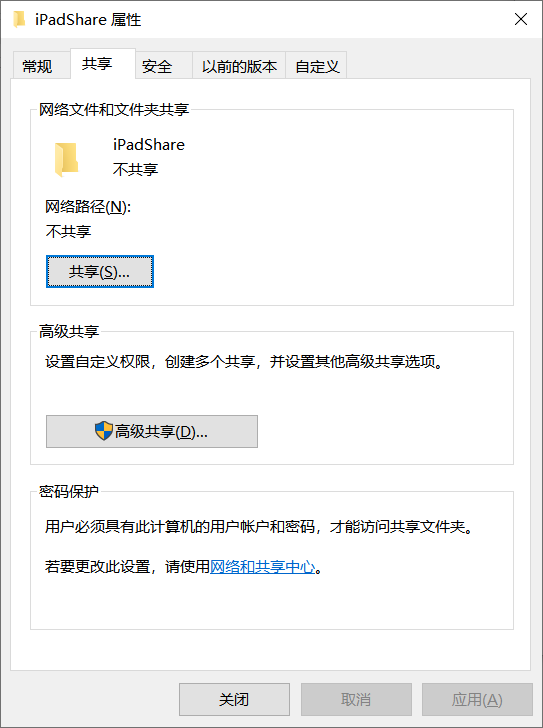 iPadShare 属性
常规
共享
安全
以前的版本
自定义
网络文件和文件夹共享
iPadShare
不共享
网络路径(N):
不共享
共享(S)...
高级共享
设置自定义权限，创建多个共享，并设置其他高级共享选项。
高级共享(D)...
密码保护
用户必须具有此计算机的用户帐户和密码，才能访问共享文件夹。
若要更改此设置，请使用网络和共享中心。
关闭
取消
应用(A)